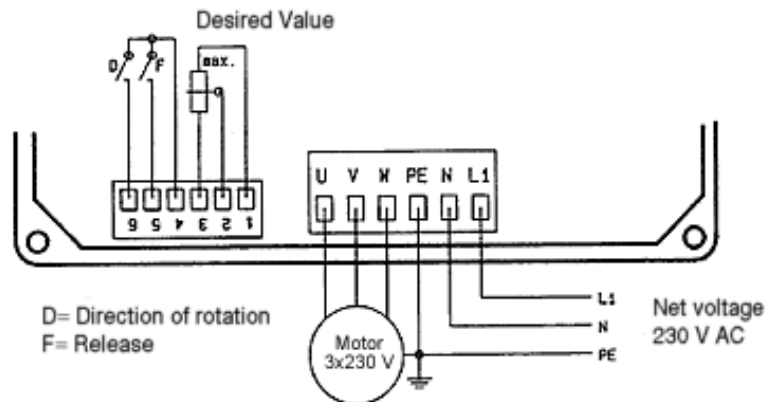 Desired Value
D F max.
U V W PE N L1
6 5 4 3 2 1
L1
N
PE
Net voltage
230 V AC
D= Direction of rotation
F= Release
Motor
3x230 V